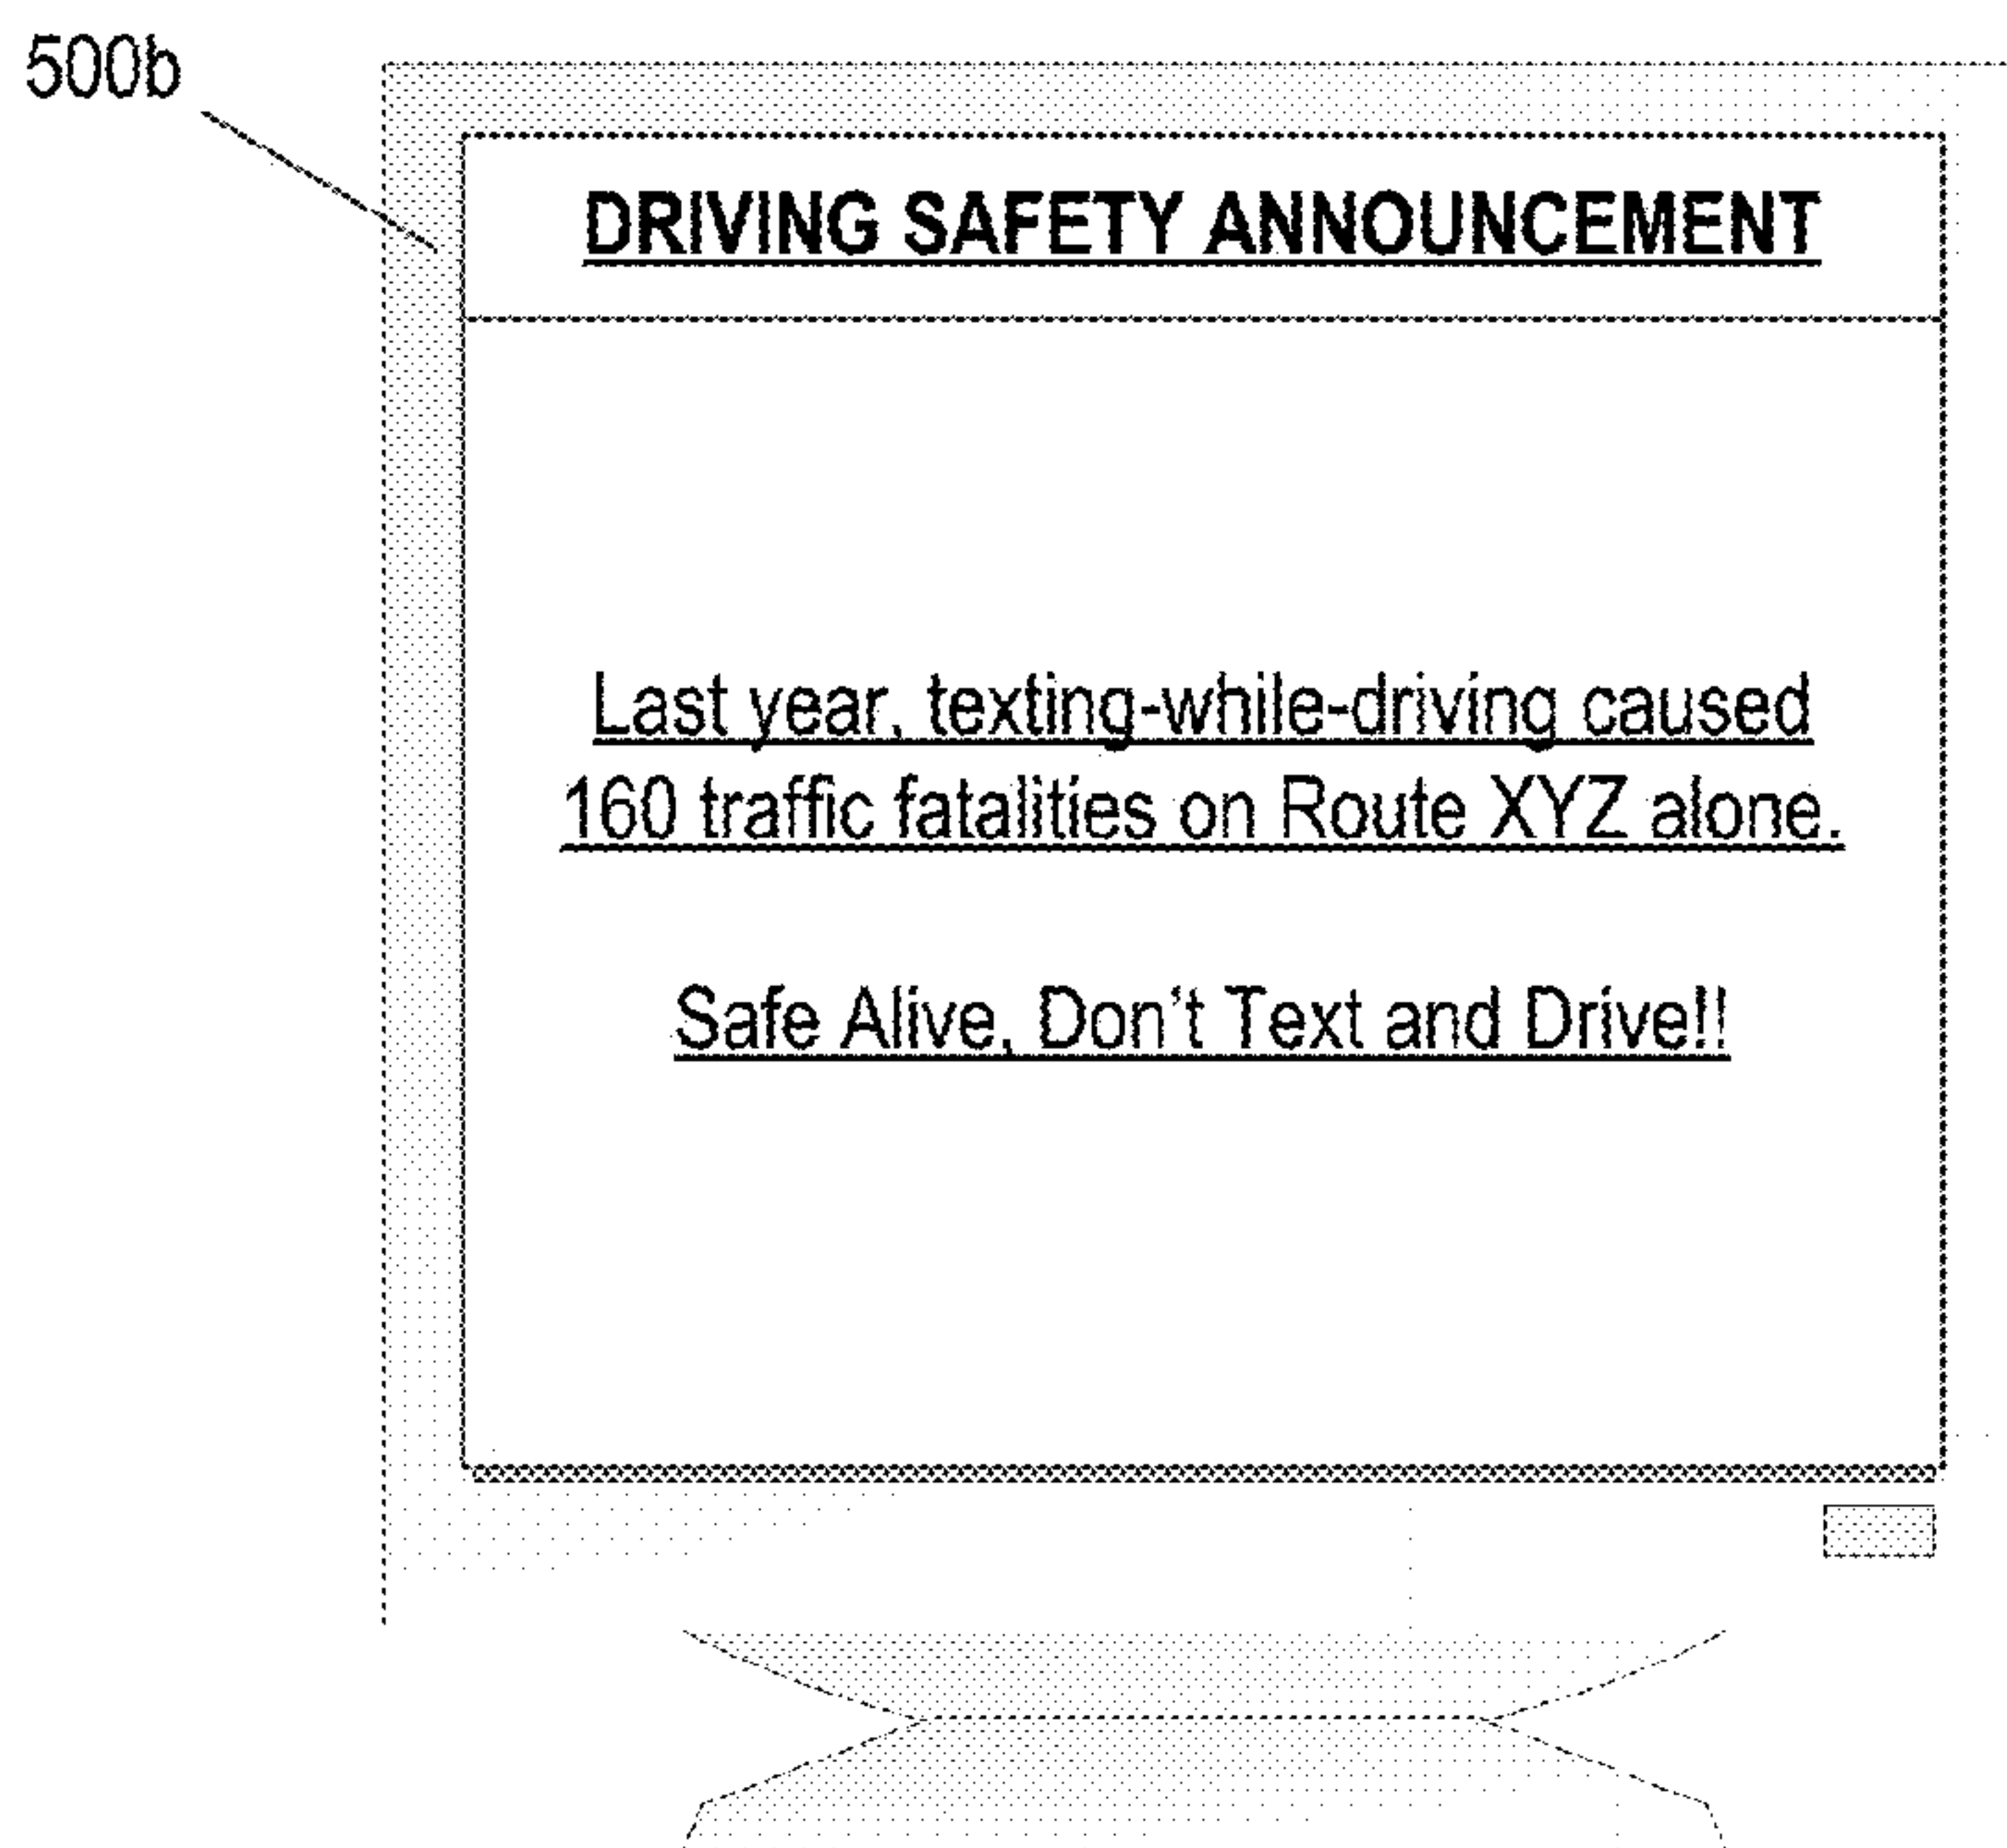 500b
DRIVING SAFETY ANNOUNCEMENT
Last year, texting-while-driving caused
160 traffic fatalities on Route XYZ alone.
Safe Alive, Don't Text and Drive!!